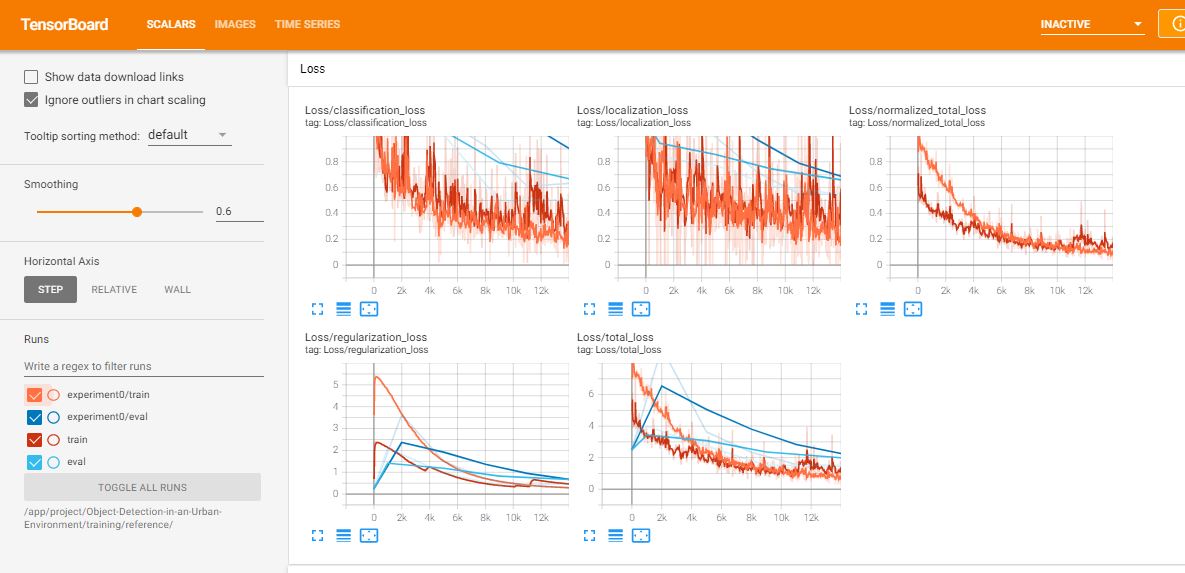 TensorBoard SCALARS IMAGES TIME SERIES INACTIVE
Show data download links
Ignore outliers in chart scaling
Tooltip sorting method: default
Smoothing
0.6
Horizontal Axis
STEP RELATIVE WALL
Runs
Write a regex to filter runs
experiment0/train
experiment0/eval
train
eval
TOGGLE ALL RUNS
/app/project/Object-Detection-in-an-Urban-
Environment/training/reference/
Loss
Loss/classification_loss
tag: Loss/classification_loss
0.8
0.6
0.4
0.2
0
0 2k 4k 6k 8k 10k 12k
Loss/localization_loss
tag: Loss/localization_loss
0.8
0.6
0.4
0.2
0
0 2k 4k 6k 8k 10k 12k
Loss/normalized_total_loss
tag: Loss/normalized_total_loss
0.8
0.6
0.4
0.2
0
0 2k 4k 6k 8k 10k 12k
Loss/regularization_loss
tag: Loss/regularization_loss
5
4
3
2
1
0
0 2k 4k 6k 8k 10k 12k
Loss/total_loss
tag: Loss/total_loss
6
4
2
0
0 2k 4k 6k 8k 10k 12k